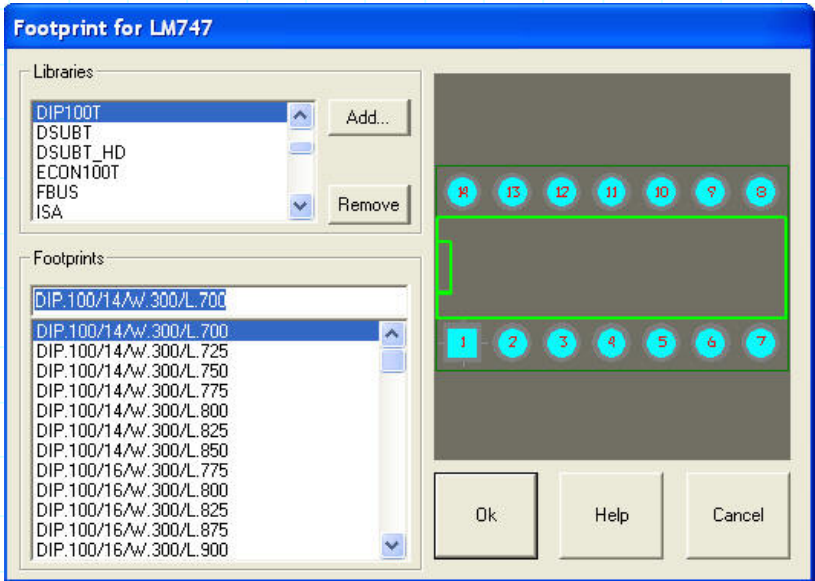 Footprint for LM747
Libraries
DIP100T
DSUBT
DSUBT_HD
ECON100T
FBUS
ISA
Add...
Remove
Footprints
DIP.100/14/W.300/L.700
DIP.100/14/W.300/L.700
DIP.100/14/W.300/L.725
DIP.100/14/W.300/L.750
DIP.100/14/W.300/L.775
DIP.100/14/W.300/L.800
DIP.100/14/W.300/L.825
DIP.100/14/W.300/L.850
DIP.100/16/W.300/L.775
DIP.100/16/W.300/L.800
DIP.100/16/W.300/L.825
DIP.100/16/W.300/L.875
DIP.100/16/W.300/L.900
14 13 12 11 10 9 8
1 2 3 4 5 6 7
Ok
Help
Cancel